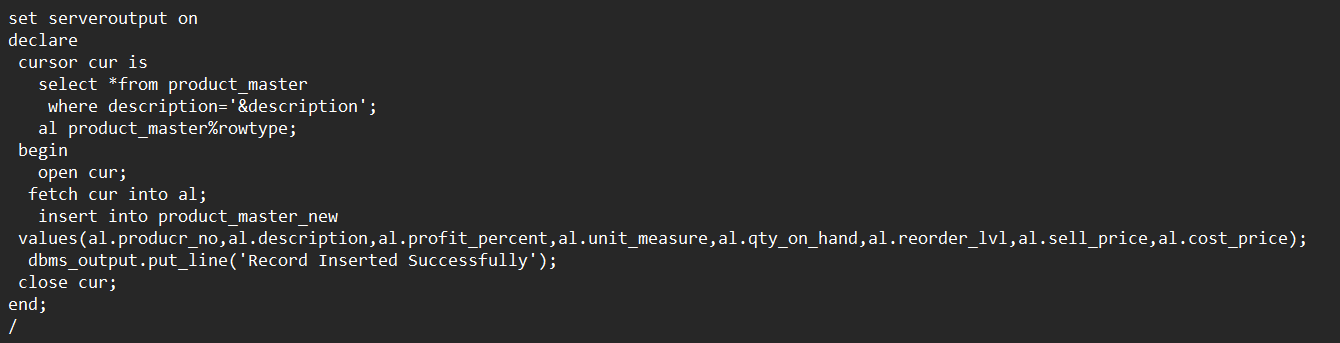 set serveroutput on
declare
 cursor cur is
   select *from product_master
    where description='&description';
   al product_master%rowtype;
 begin
   open cur;
  fetch cur into al;
   insert into product_master_new
 values(al.producr_no,al.description,al.profit_percent,al.unit_measure,al.qty_on_hand,al.reorder_lvl,al.sell_price,al.cost_price);
  dbms_output.put_line('Record Inserted Successfully');
 close cur;
end;
/